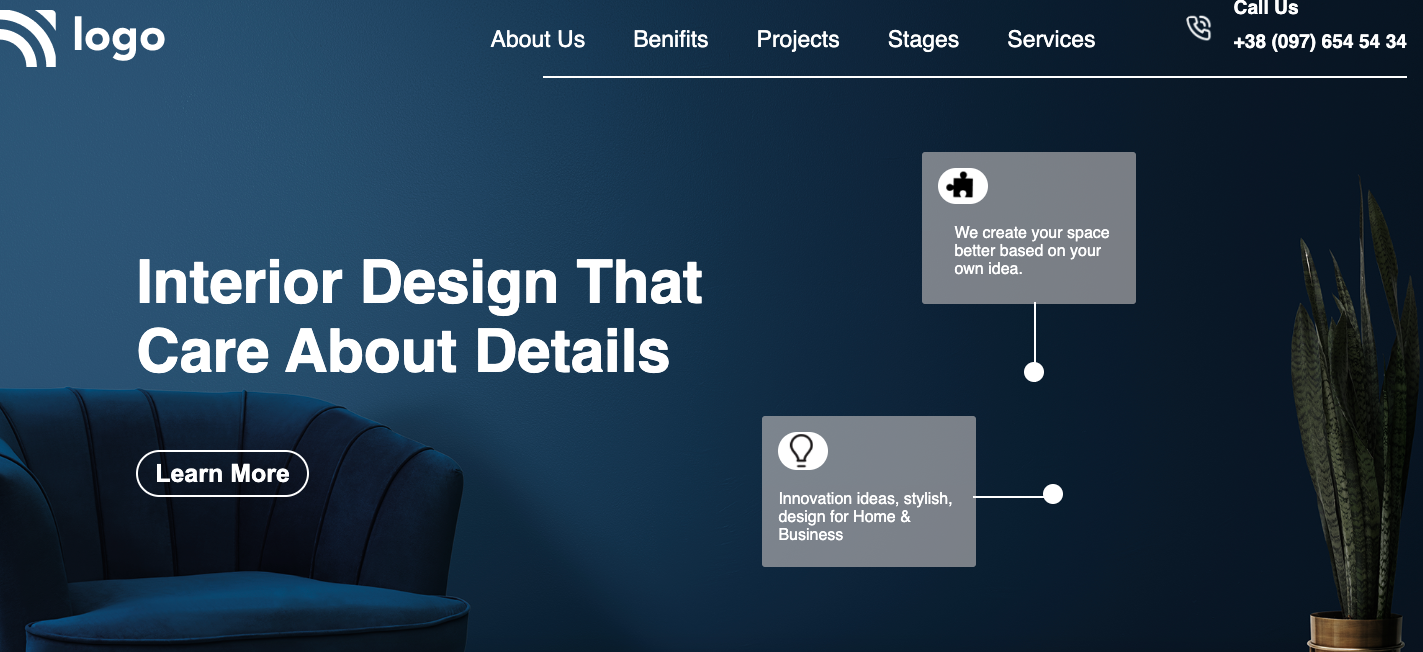 logo
About Us
Benifits
Projects
Stages
Services
Call Us
+38 (097) 654 54 34
We create your space
better based on your
own idea.
Interior Design That
Care About Details
Learn More
Innovation ideas, stylish,
design for Home &
Business